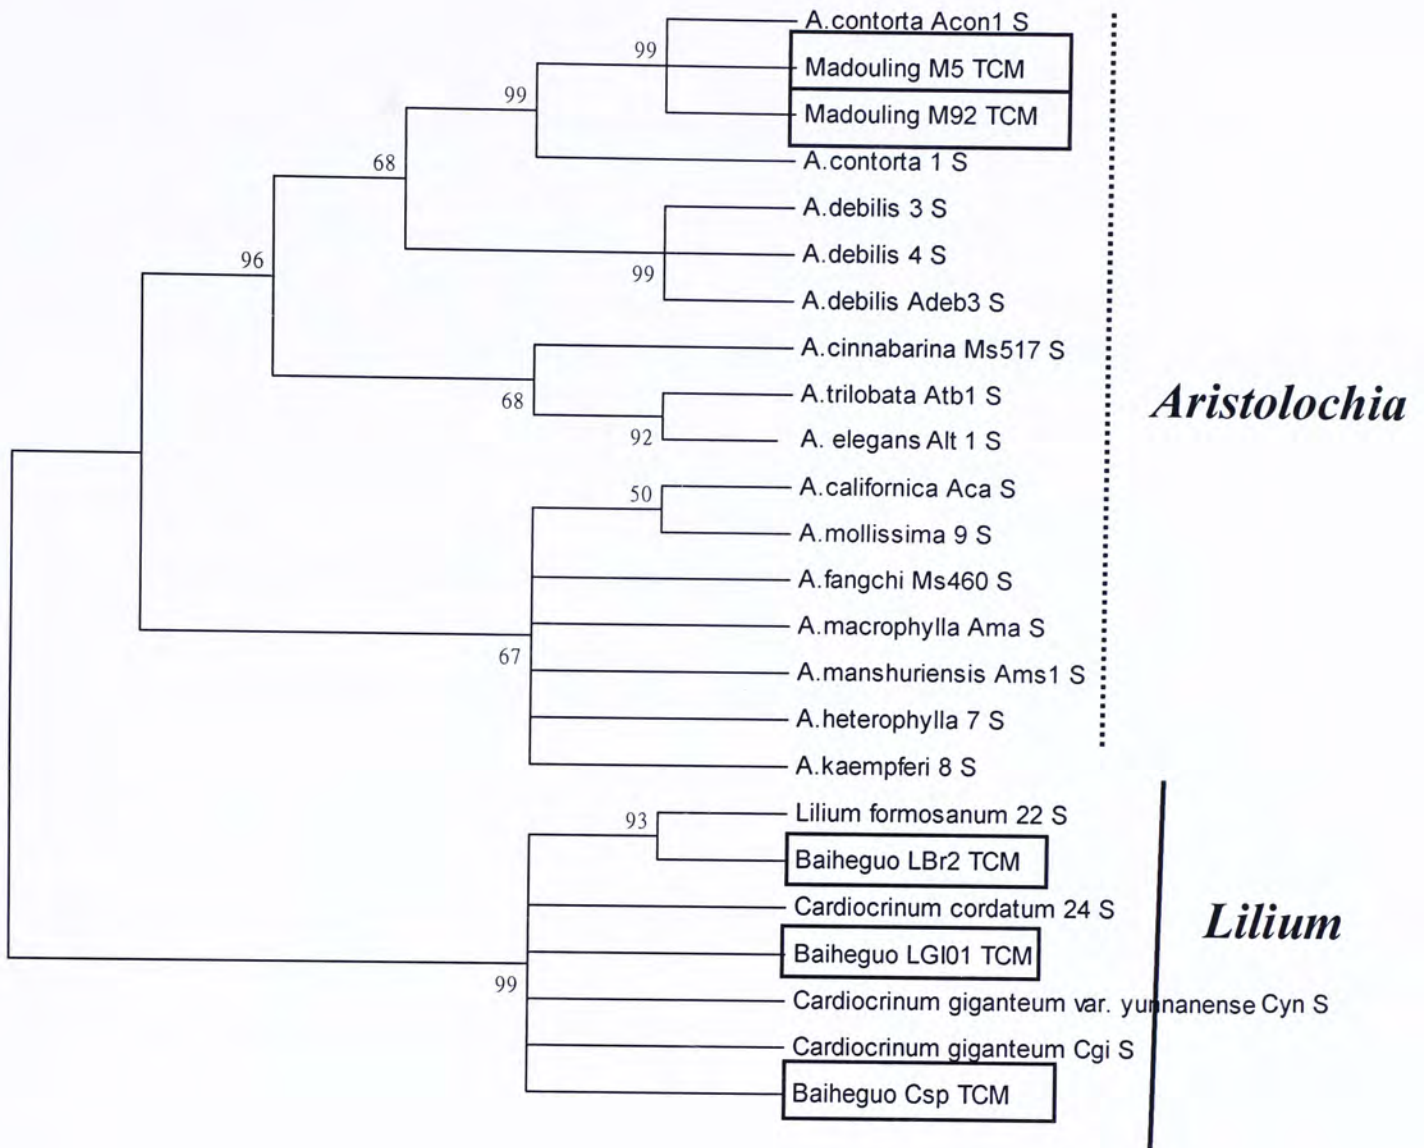 A.contorta Acon1 S
99
Madouling M5 TCM
99
Madouling M92 TCM
68
A.contorta 1 S
A.debilis 3 S
96
A.debilis 4 S
99
A.debilis Adeb3 S
A.cinnabarina Ms517 S
68
A.trilobata Atb1 S
Aristolochia
92
A. elegans Alt 1 S
50
A.californica Aca S
A.mollissima 9 S
A.fangchi Ms460 S
A.macrophylla Ama S
67
A.manshuriensis Ams1 S
A.heterophylla 7 S
A.kaempferi 8 S
93
Lilium formosanum 22 S
Baiheguo LBr2 TCM
Cardiocrinum cordatum 24 S
Lilium
Baiheguo LGI01 TCM
99
Cardiocrinum giganteum var. yunnanense Cyn S
Cardiocrinum giganteum Cgi S
Baiheguo Csp TCM